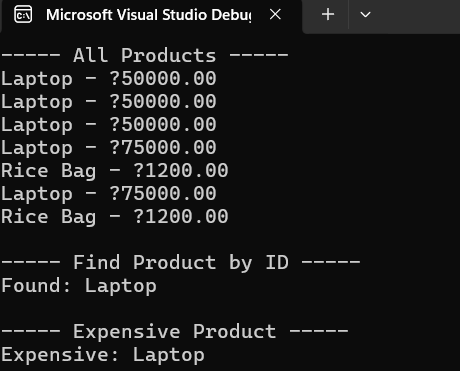 Microsoft Visual Studio Debu
----- All Products -----
Laptop - ?50000.00
Laptop - ?50000.00
Laptop - ?50000.00
Laptop - ?75000.00
Rice Bag - ?1200.00
Laptop - ?75000.00
Rice Bag - ?1200.00
----- Find Product by ID -----
Found: Laptop
----- Expensive Product -----
Expensive: Laptop